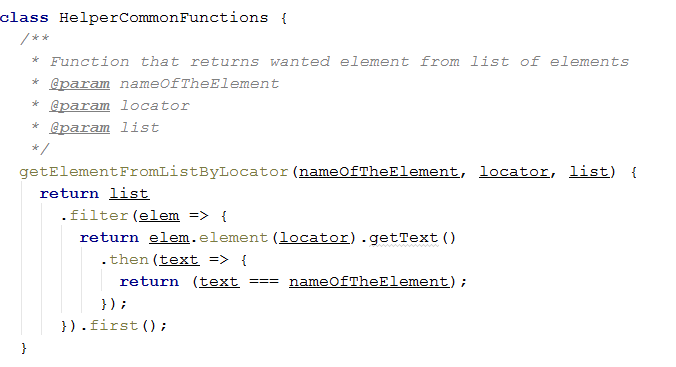 class HelperCommonFunctions {
  /**
   * Function that returns wanted element from list of elements
   * @param nameOfTheElement
   * @param locator
   * @param list
   */
  getElementFromListByLocator(nameOfTheElement, locator, list) {
    return list
      .filter(elem => {
        return elem.element(locator).getText()
          .then(text => {
            return (text === nameOfTheElement);
          });
      }).first();
  }